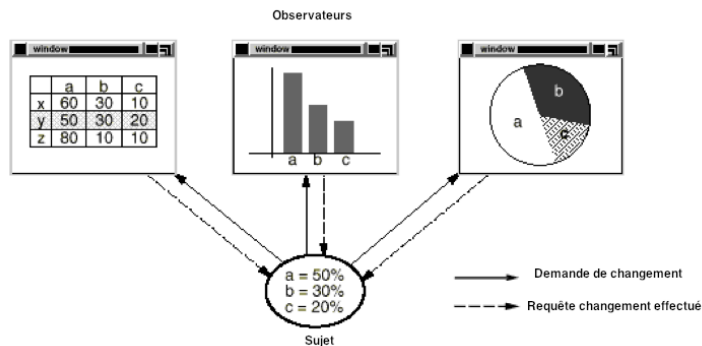 Observateurs
window
a b c
x 60 30 10
y 50 30 20
z 80 10 10
window
a b c
window
a
b
c
a = 50%
b = 30%
c = 20%
Sujet
Demande de changement
Requête changement effectué